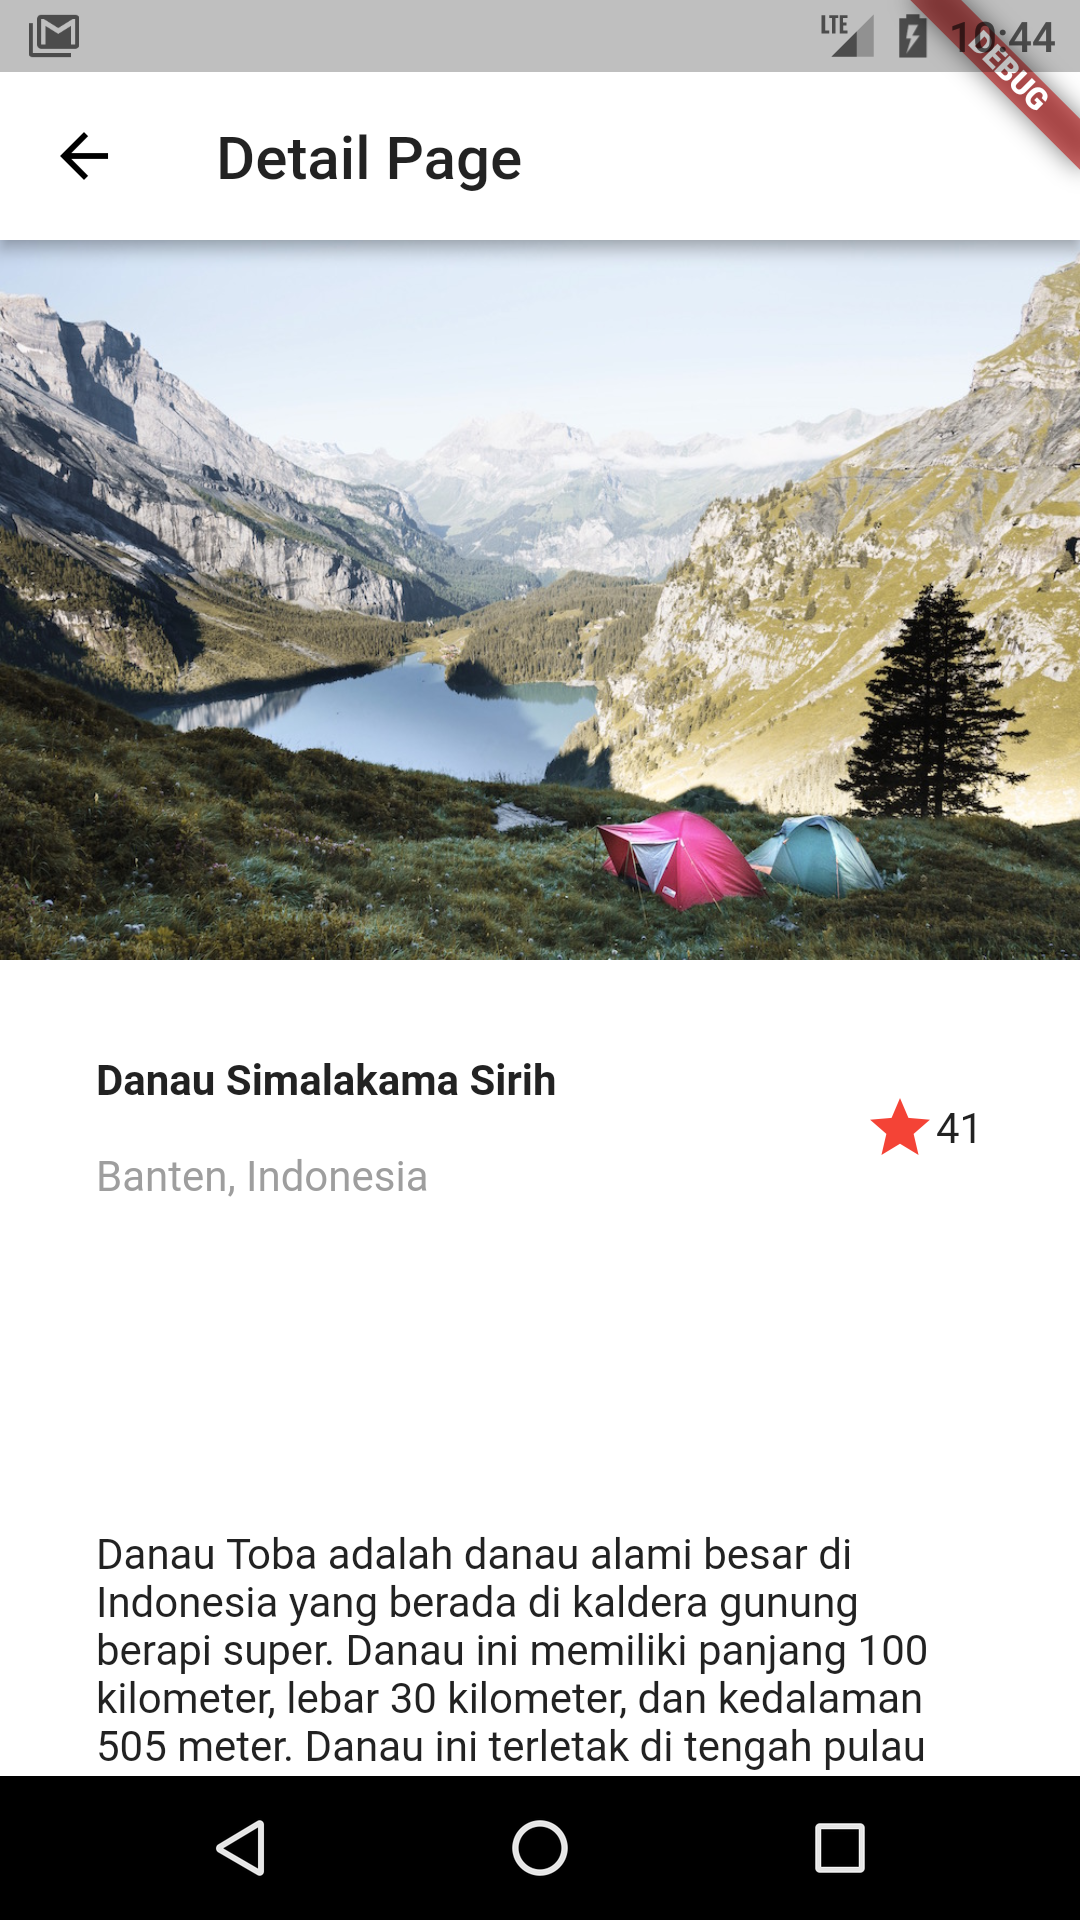 LTE 10:44
DEBUG
Detail Page
Danau Simalakama Sirih
41
Banten, Indonesia
Danau Toba adalah danau alami besar di
Indonesia yang berada di kaldera gunung
berapi super. Danau ini memiliki panjang 100
kilometer, lebar 30 kilometer, dan kedalaman
505 meter. Danau ini terletak di tengah pulau